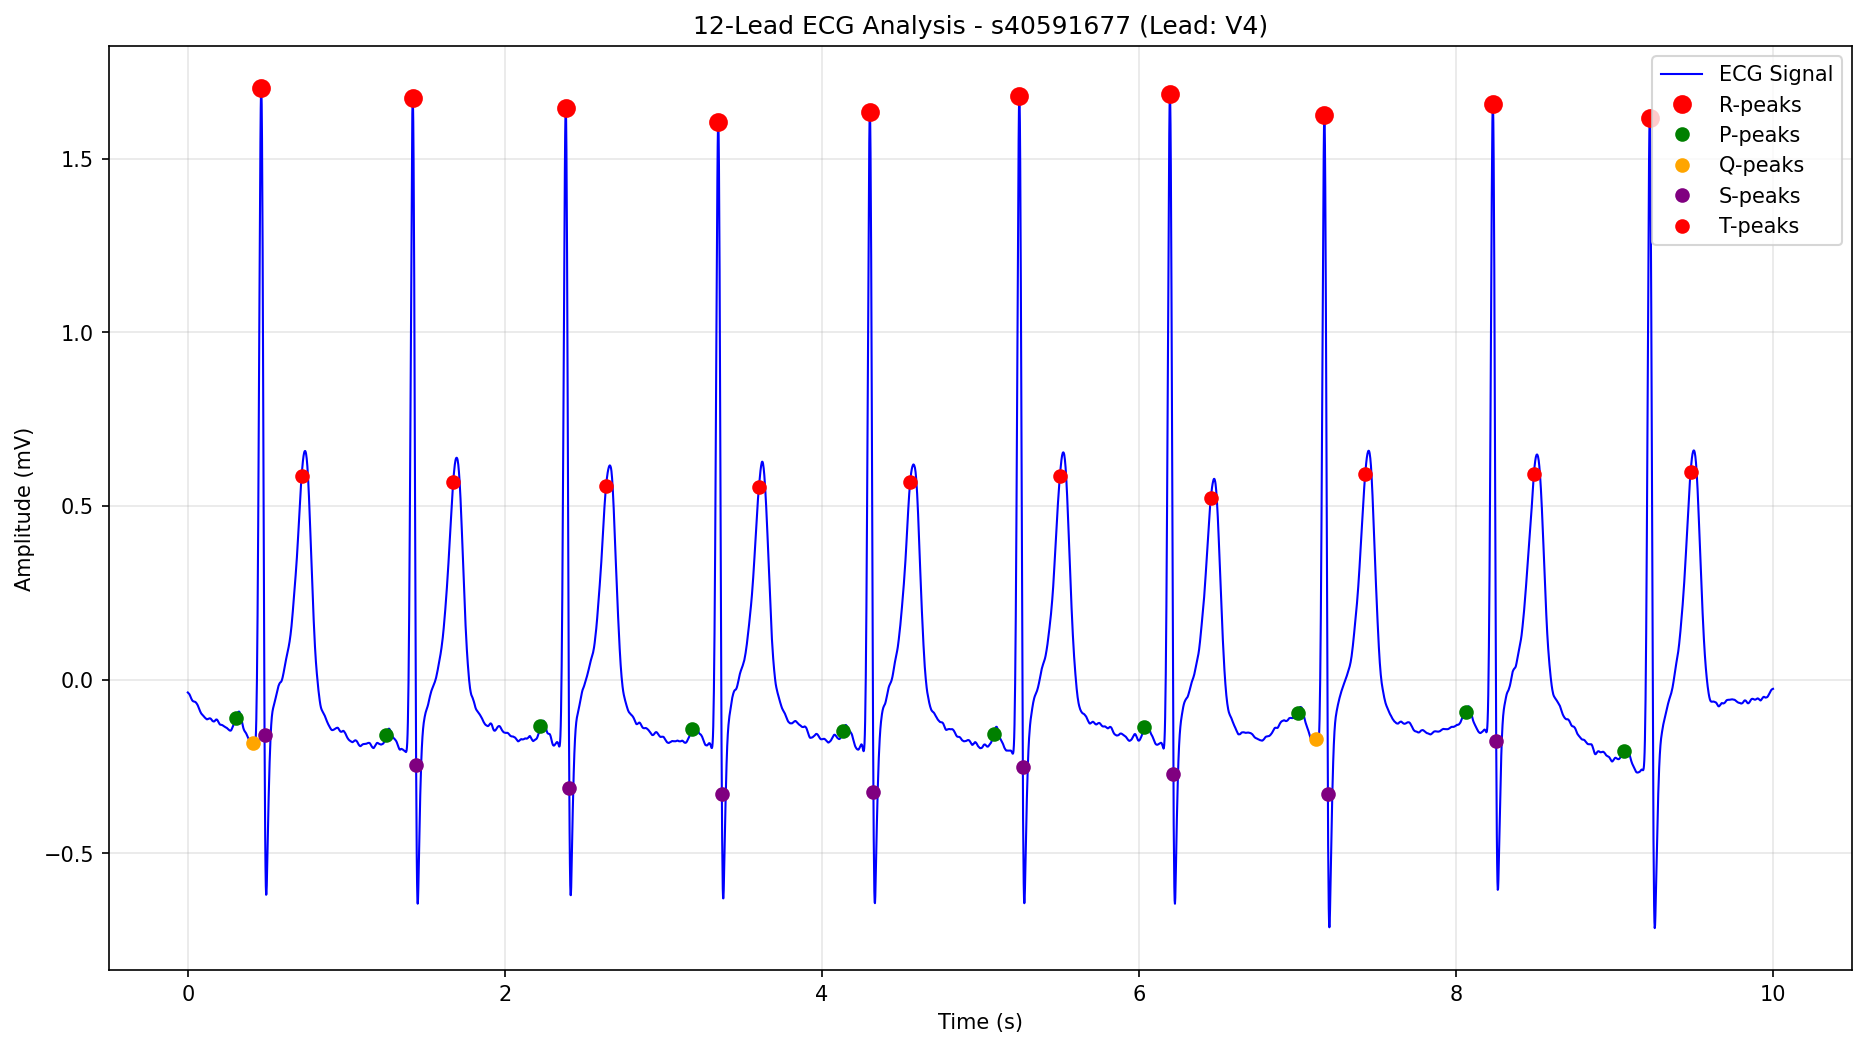 12-Lead ECG Analysis - s40591677 (Lead: V4)
ECG Signal
R-peaks
P-peaks
Q-peaks
S-peaks
T-peaks
Amplitude (mV)
1.5
1.0
0.5
0.0
−0.5
0
2
4
6
8
10
Time (s)